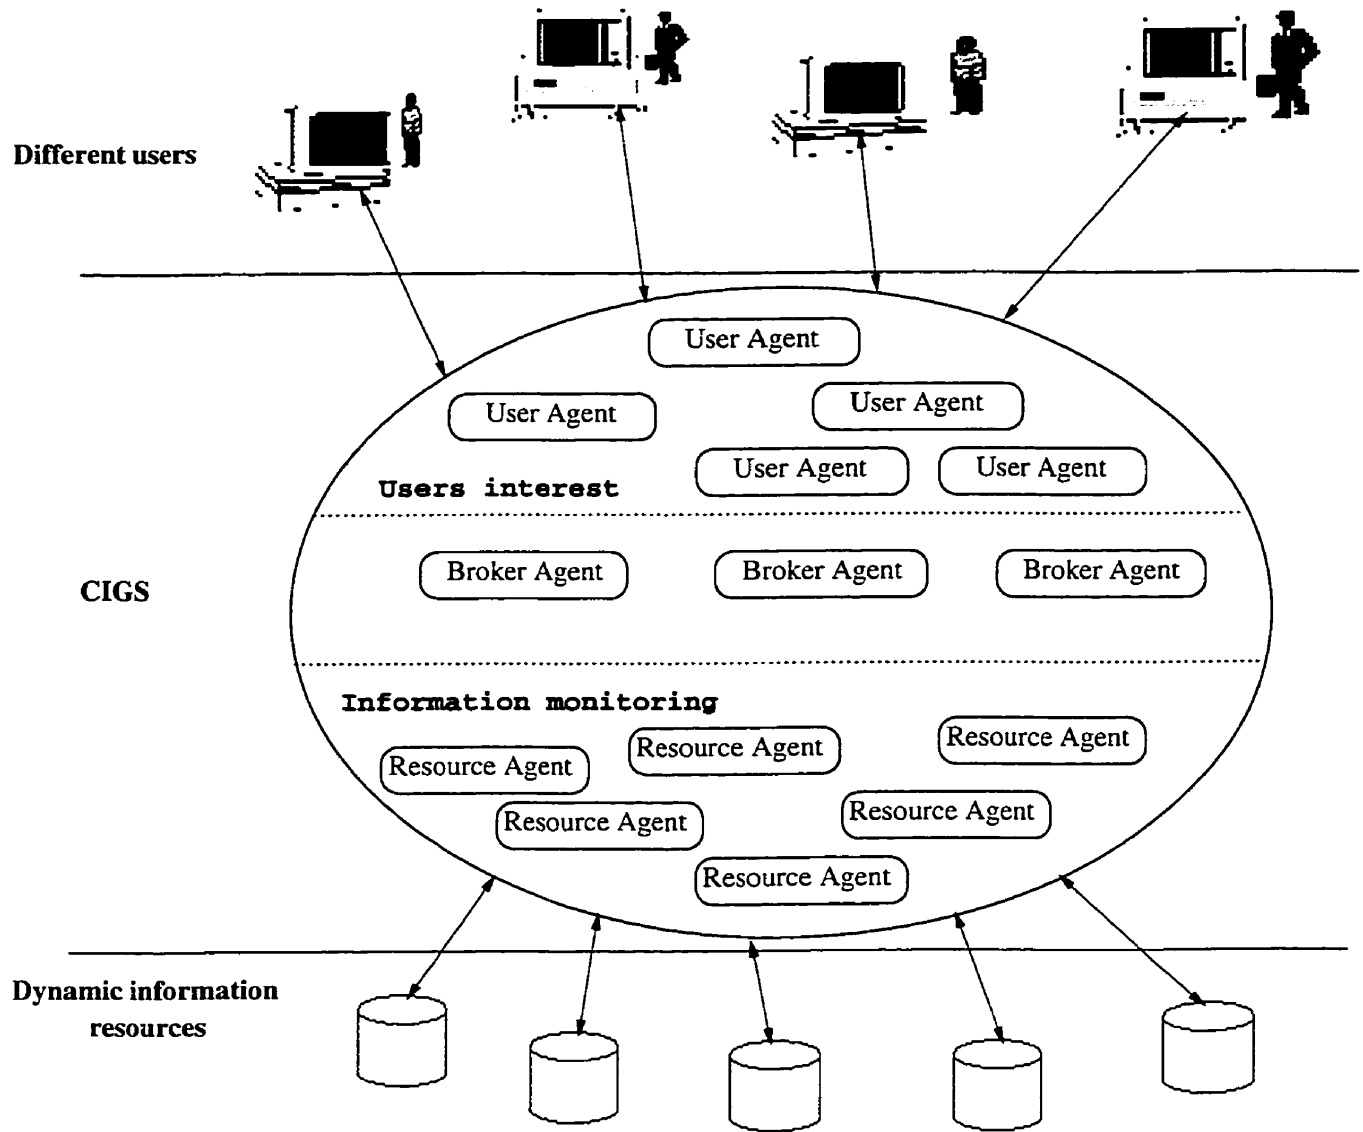 Different users
User Agent
User Agent
User Agent
User Agent
User Agent
Users interest
CIGS
Broker Agent
Broker Agent
Broker Agent
Information monitoring
Resource Agent
Resource Agent
Resource Agent
Resource Agent
Resource Agent
Resource Agent
Dynamic information
resources